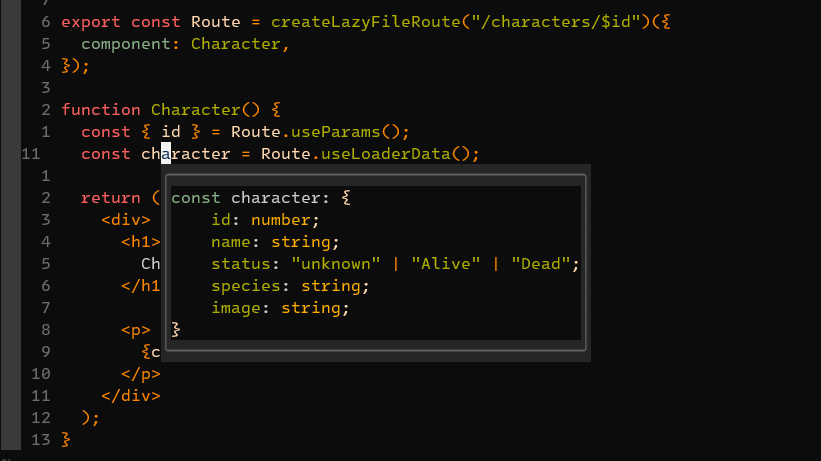 7
6 export const Route = createLazyFileRoute("/characters/$id")({
5   component: Character,
4 });
3
2 function Character() {
1   const { id } = Route.useParams();
11   const character = Route.useLoaderData();
1
2   return (
const character: {
3     <div>
id: number;
4       <h1>
name: string;
5         Ch
status: "unknown" | "Alive" | "Dead";
6       </h1
species: string;
7
image: string;
8       <p>
}
9         {c
10       </p>
11     </div>
12   );
13 }